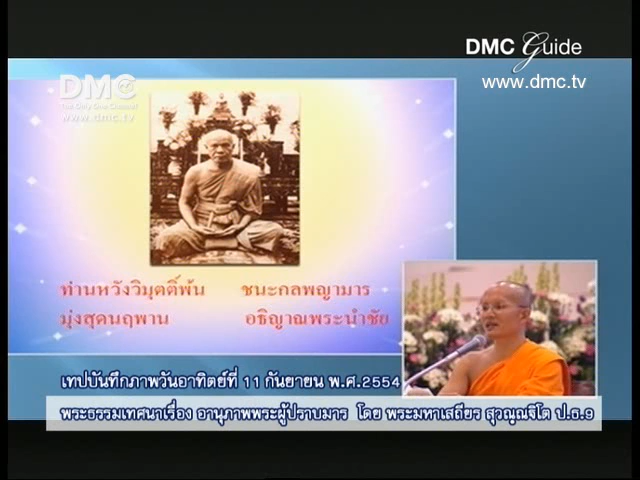 DMC Guide
www.dmc.tv
DMC
The Only One Channel
www.dmc.tv
ท่านหวังวิมุตติ์พ้น ชนะกลพญามาร
มุ่งสุดนฤพาน อธิญาณพระนำชัย
เทปบันทึกภาพวันอาทิตย์ที่ 11 กันยายน พ.ศ.2554
พระธรรมเทศนาเรื่อง อานุภาพพระผู้ปราบมาร โดย พระมหาเสถียร สุวณฺณฐิโต ป.ธ.9